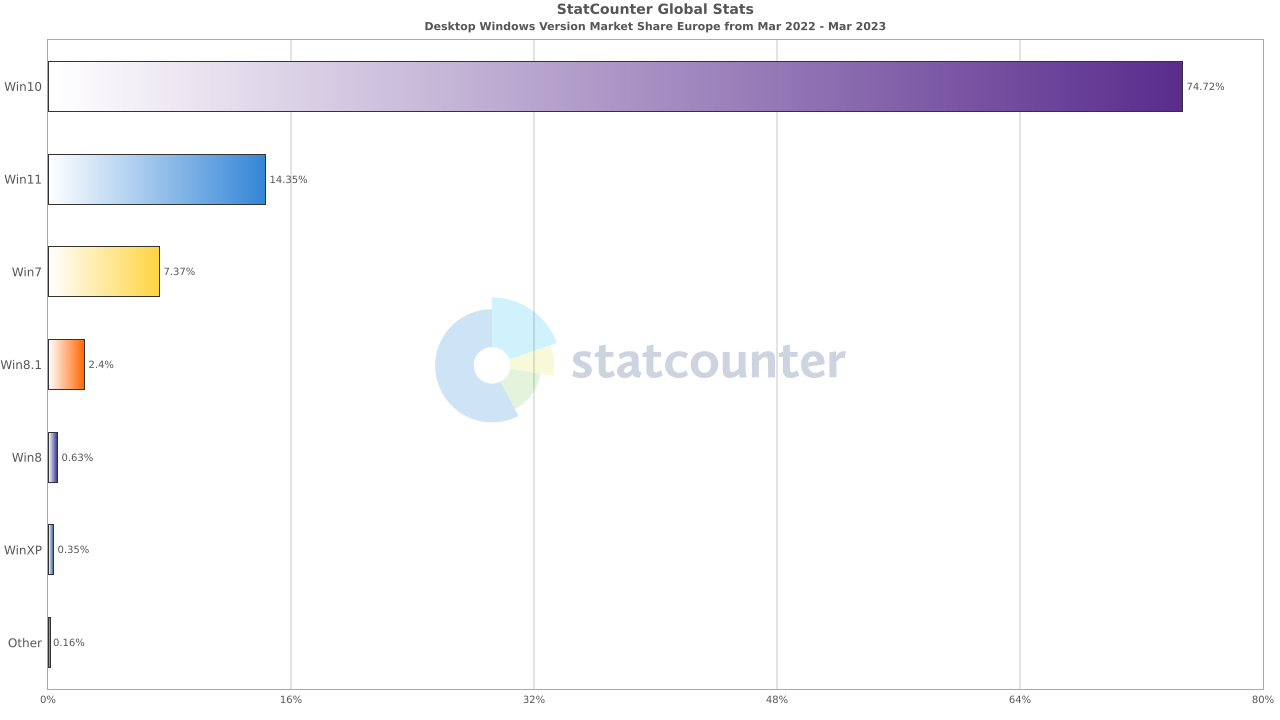 StatCounter Global Stats
Desktop Windows Version Market Share Europe from Mar 2022 - Mar 2023
Win10 74.72%
Win11 14.35%
Win7 7.37%
statcounter
Win8.1 2.4%
Win8 0.63%
WinXP 0.35%
Other 0.16%
0% 16% 32% 48% 64% 80%